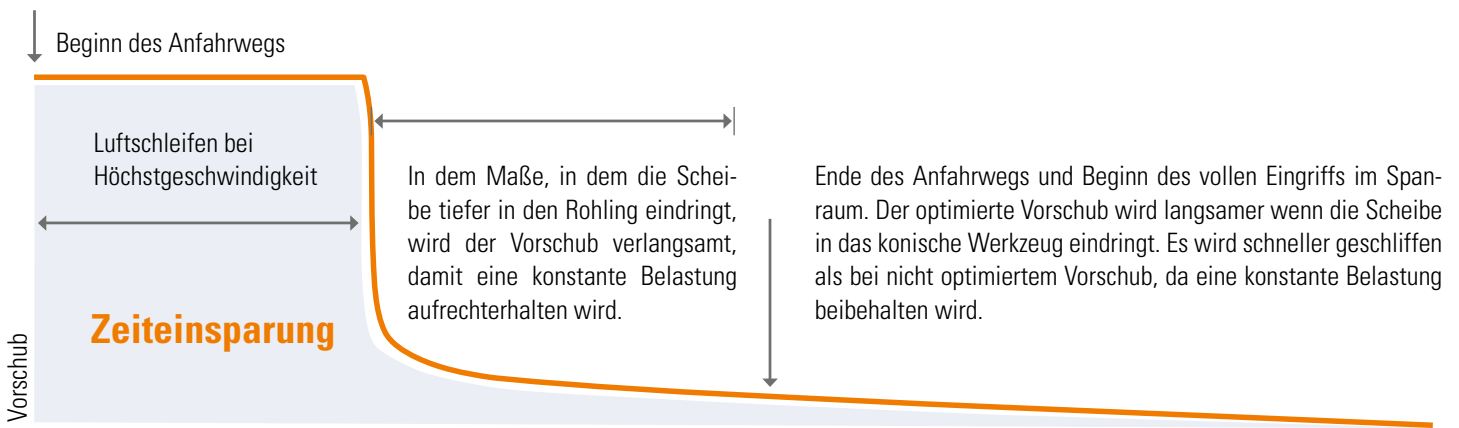 Beginn des Anfahrwegs
Luftschleifen bei
Höchstgeschwindigkeit
Zeiteinsparung
Vorschub
In dem Maße, in dem die Schei-
be tiefer in den Rohling eindringt,
wird der Vorschub verlangsamt,
damit eine konstante Belastung
aufrechterhalten wird.
Ende des Anfahrwegs und Beginn des vollen Eingriffs im Span-
raum. Der optimierte Vorschub wird langsamer wenn die Scheibe
in das konische Werkzeug eindringt. Es wird schneller geschliffen
als bei nicht optimiertem Vorschub, da eine konstante Belastung
beibehalten wird.